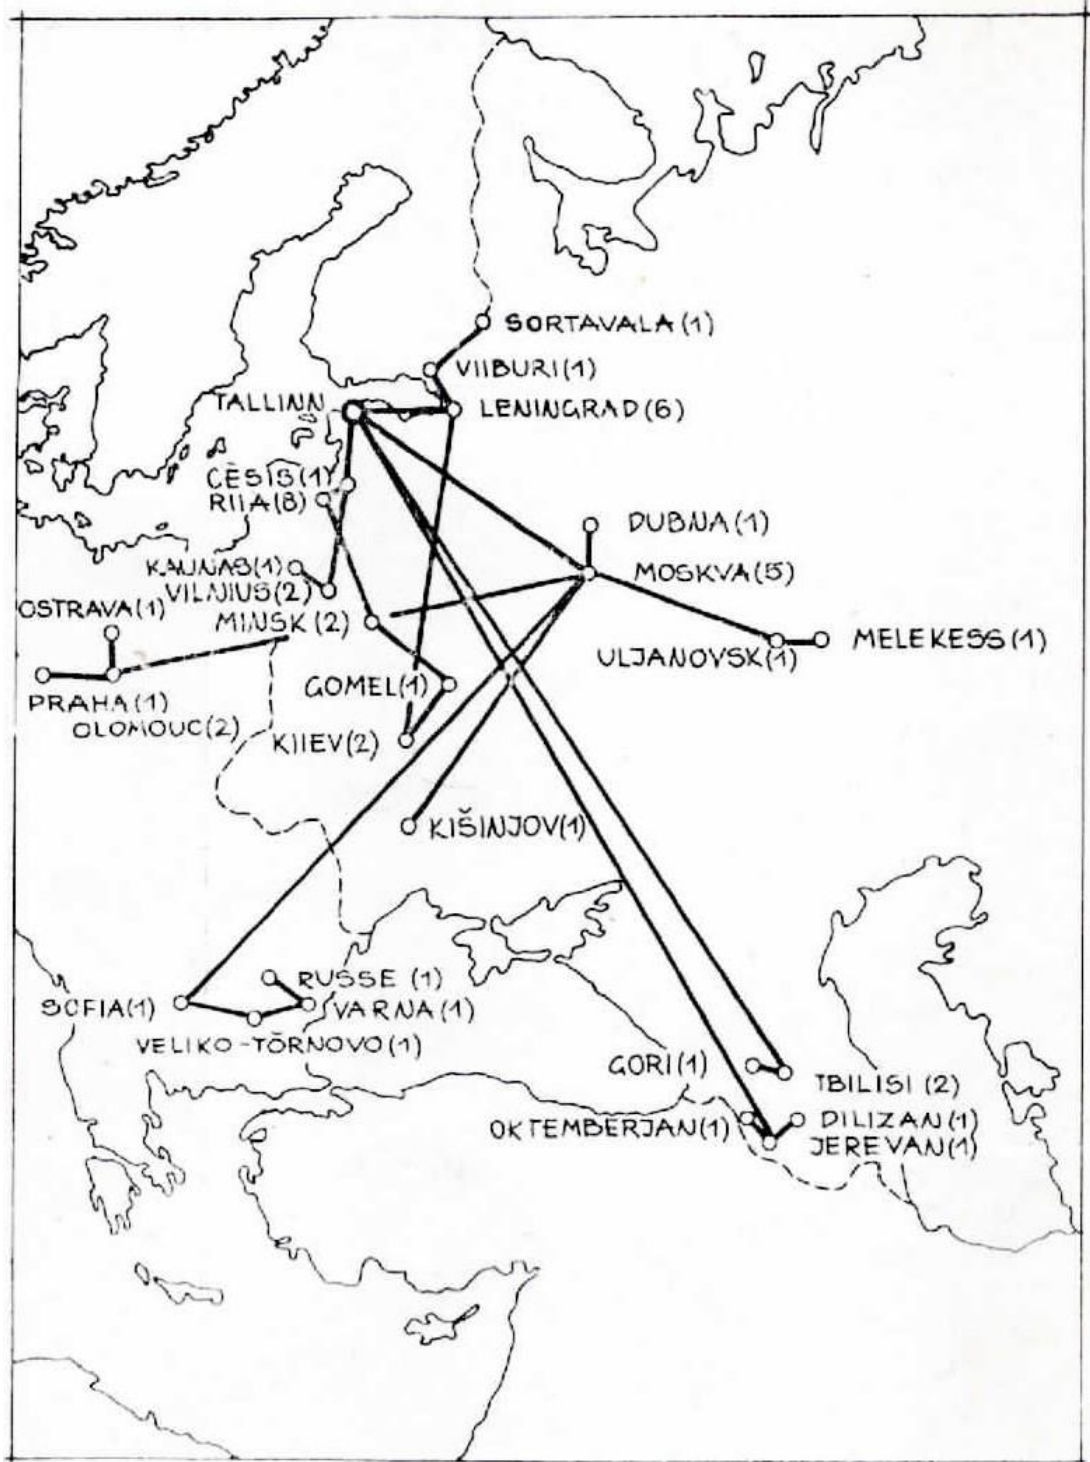 SORTAVALA (1)
VIIBURI (1)
TALLINN
LENINGRAD (6)
CĒSIS (1)
RIIA (8)
DUBNA (1)
KAUNAS (1)
MOSKVA (5)
VILNIUS (2)
OSTRAVA (1)
MINSK (2)
MELEKESS (1)
ULJANOVSK (1)
GOMEL (1)
PRAHA (1)
OLOMOUC (2)
KIIEV (2)
KIŠINJOV (1)
RUSSE (1)
SOFIA (1)
VARNA (1)
VELIKO-TŌRNOVO (1)
GORI (1)
TBILISI (2)
OKTEMBERJAN (1)
DILIZAN (1)
JEREVAN (1)